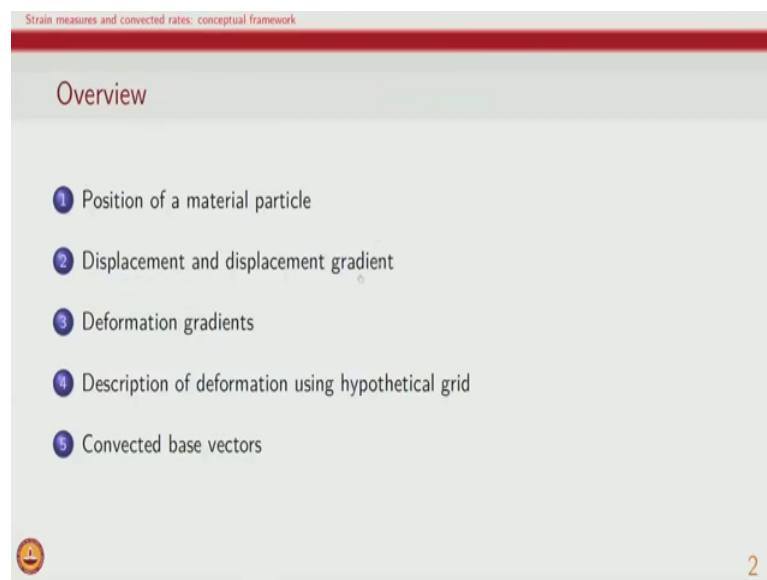 Strain measures and convected rates: conceptual framework
Overview
1 Position of a material particle
2 Displacement and displacement gradient
3 Deformation gradients
4 Description of deformation using hypothetical grid
5 Convected base vectors
2